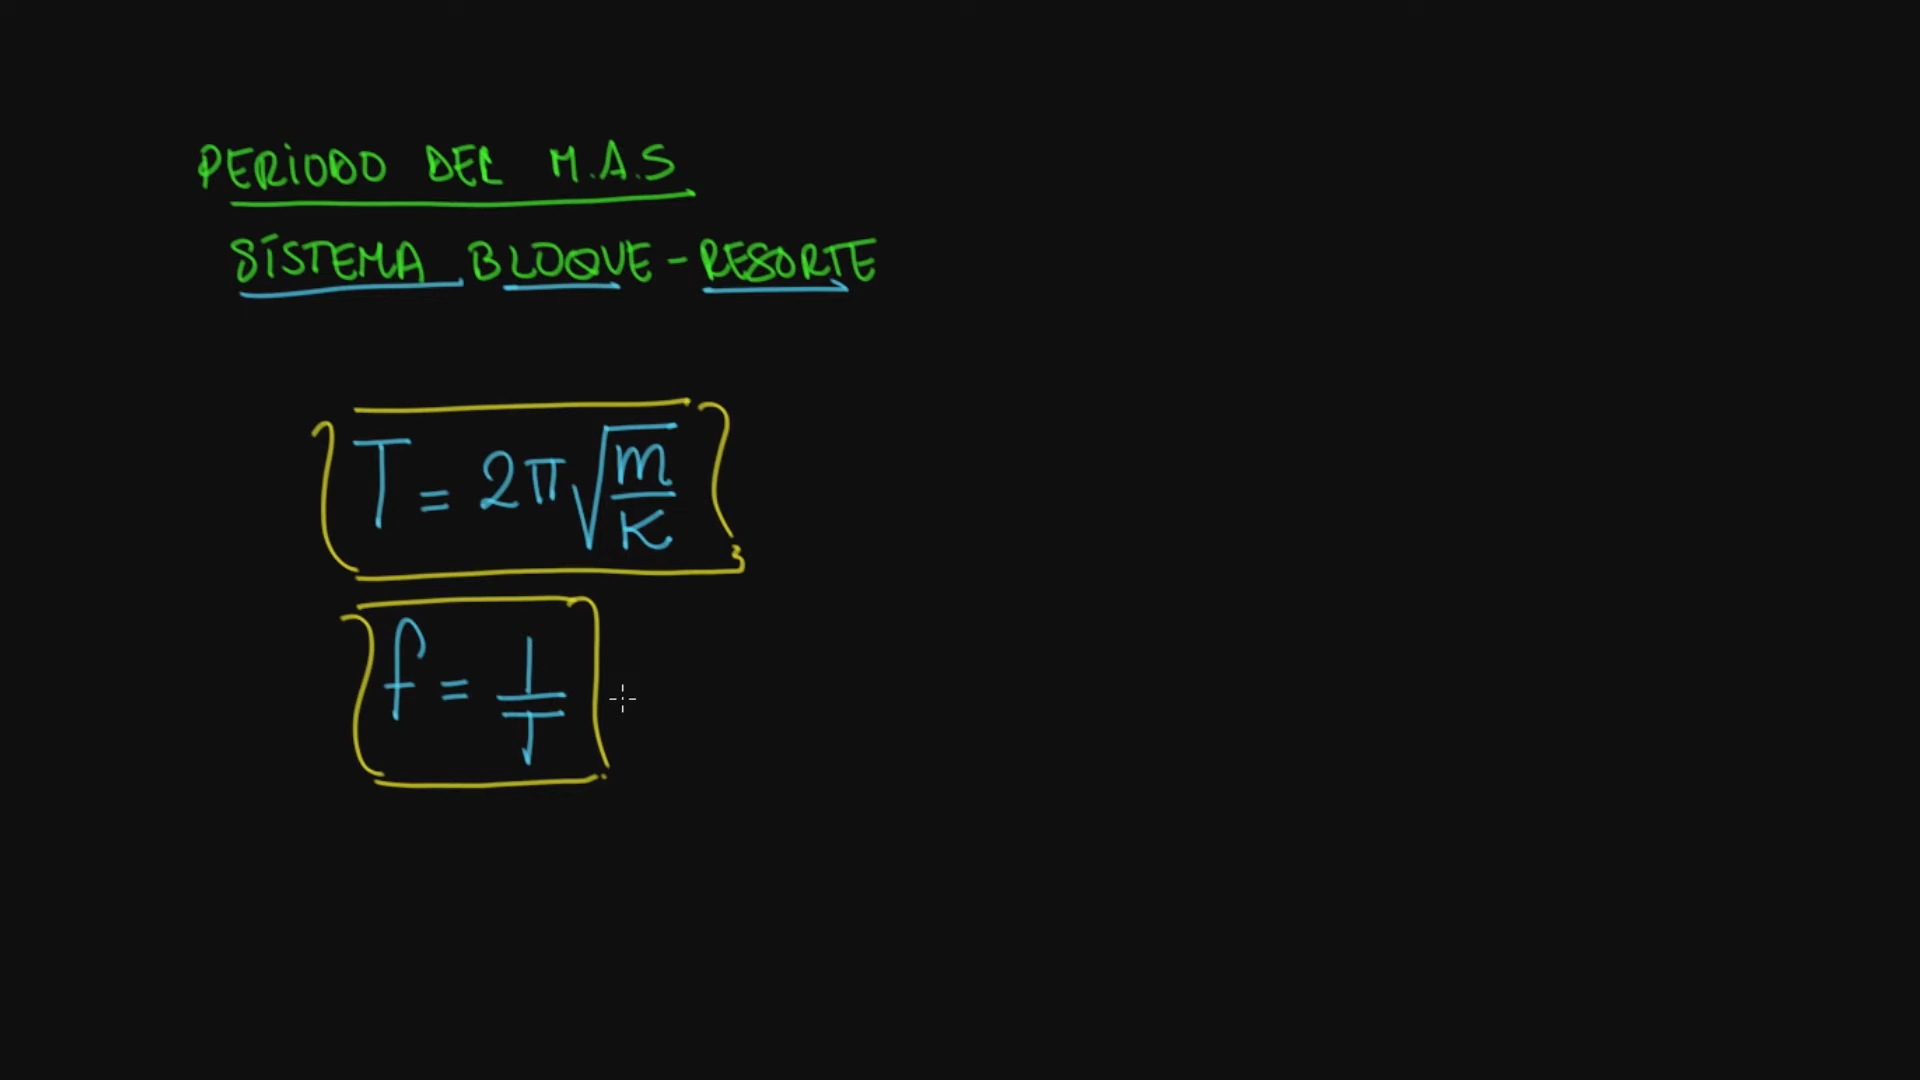 PERIODO DEL M.A.S
SISTEMA BLOQUE-RESORTE
T = 2π√(m/K)
f = 1/T